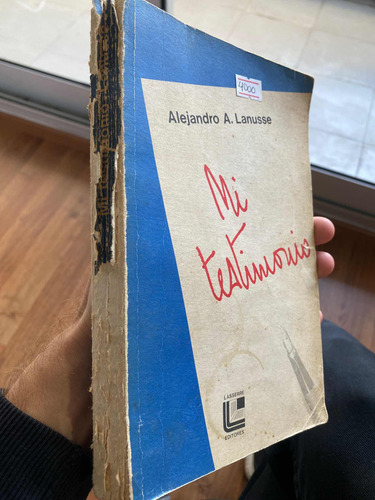 4000
Alejandro A. Lanusse
Mi
testimonio
LASSERRE
EDITORES